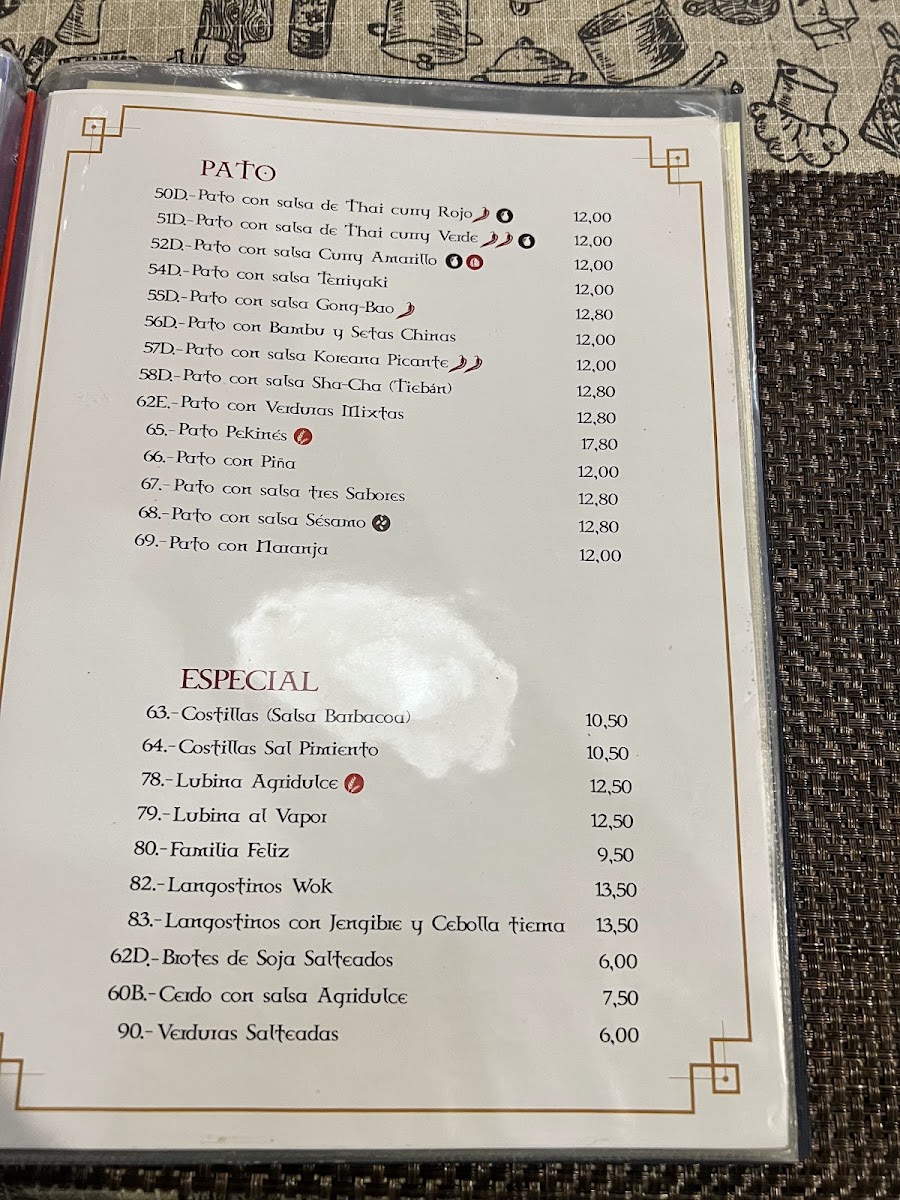 PATO
50D.-Pato con salsa de Thai curry Rojo 12,00
51D.-Pato con salsa de Thai curry Verde 12,00
52D.-Pato con salsa Curry Amarillo 12,00
54D.-Pato con salsa Teriyaki 12,00
55D.-Pato con salsa Gong-Bao 12,80
56D.-Pato con Bambu y Setas Chinas 12,00
57D.-Pato con salsa Koreana Picante 12,00
58D.-Pato con salsa Sha-Cha (Tiebán) 12,80
62E.-Pato con Verduras Mixtas 12,80
65.-Pato Pekinés 17,80
66.-Pato con Piña 12,00
67.-Pato con salsa tres Sabores 12,80
68.-Pato con salsa Sésamo 12,80
69.-Pato con Naranja 12,00
ESPECIAL
63.-Costillas (Salsa Barbacoa) 10,50
64.-Costillas Sal Pimiento 10,50
78.-Lubina Agridulce 12,50
79.-Lubina al Vapor 12,50
80.-Familia Feliz 9,50
82.-Langostinos Wok 13,50
83.-Langostinos con Jengibre y Cebolla tierna 13,50
62D.-Brotes de Soja Salteados 6,00
60B.-Cerdo con salsa Agridulce 7,50
90.-Verduras Salteadas 6,00